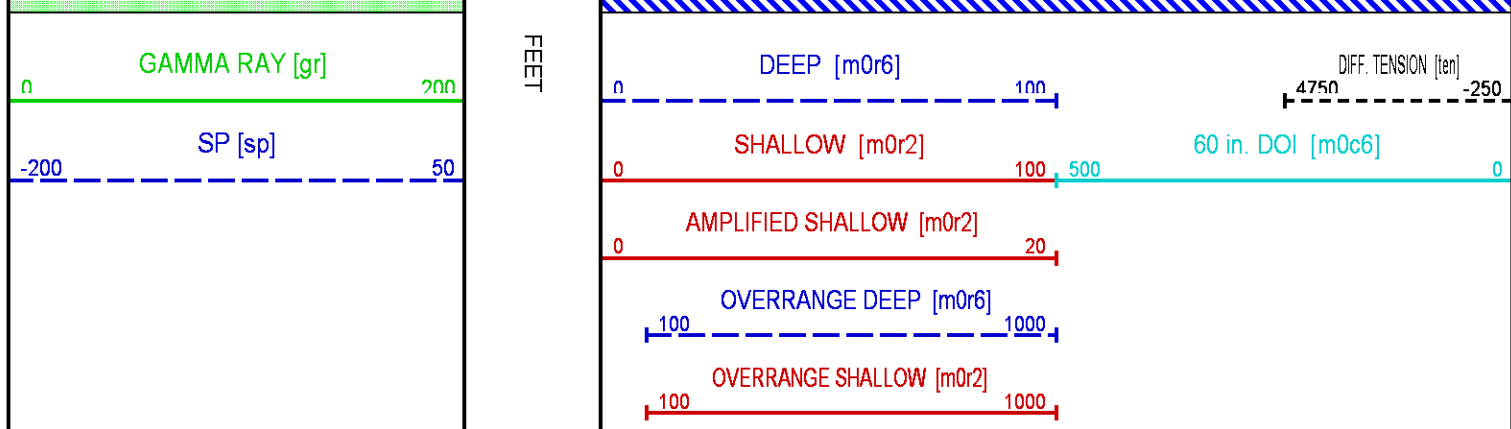 GAMMA RAY [gr]
0 200
SP [sp]
-200 50
FEET
DEEP [m0r6]
0 100
DIFF. TENSION [ten]
4750 -250
SHALLOW [m0r2]
0 100
60 in. DOI [m0c6]
500 0
AMPLIFIED SHALLOW [m0r2]
0 20
OVERRANGE DEEP [m0r6]
100 1000
OVERRANGE SHALLOW [m0r2]
100 1000